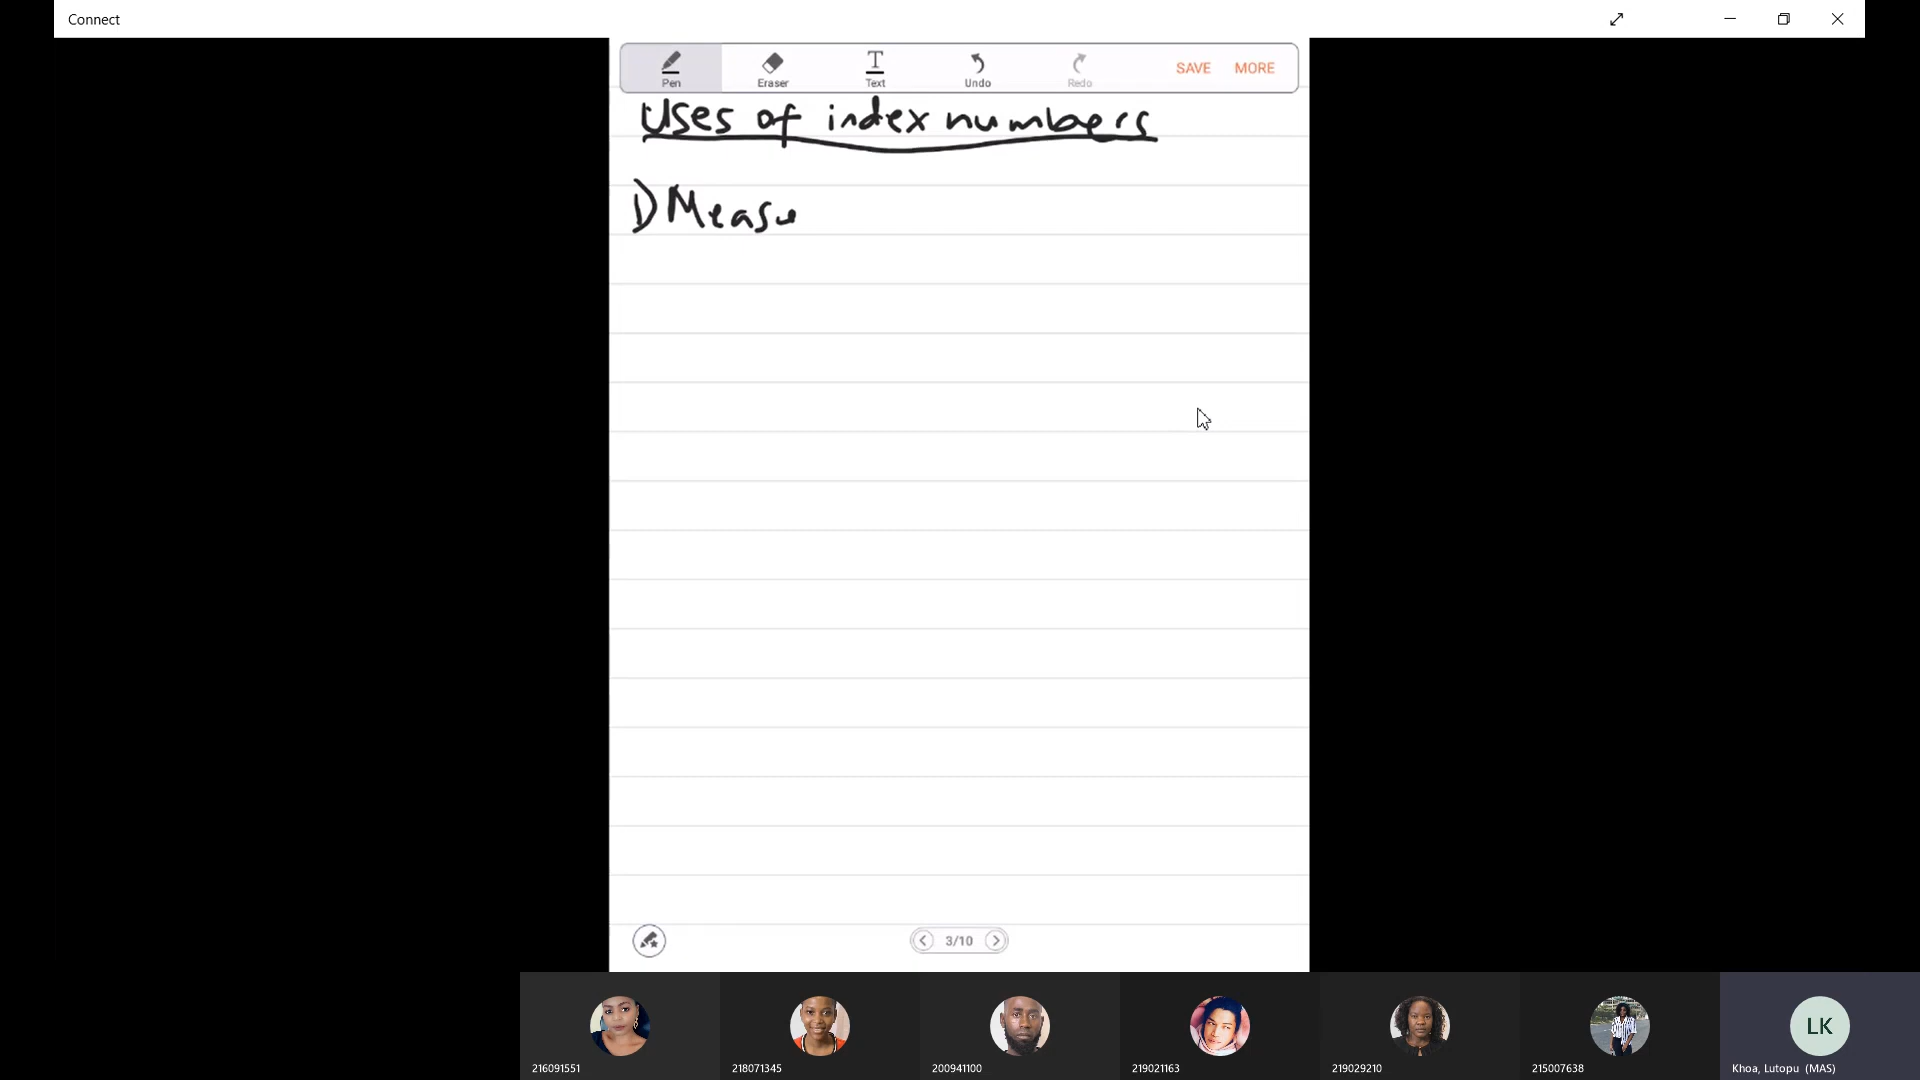 Connect
Pen Eraser Text Undo Redo SAVE MORE
Uses of index numbers
1) Measu
3/10
LK
216091551 218071345 200941100 219021163 219029210 215007638 Khoa, Lutopu (MAS)